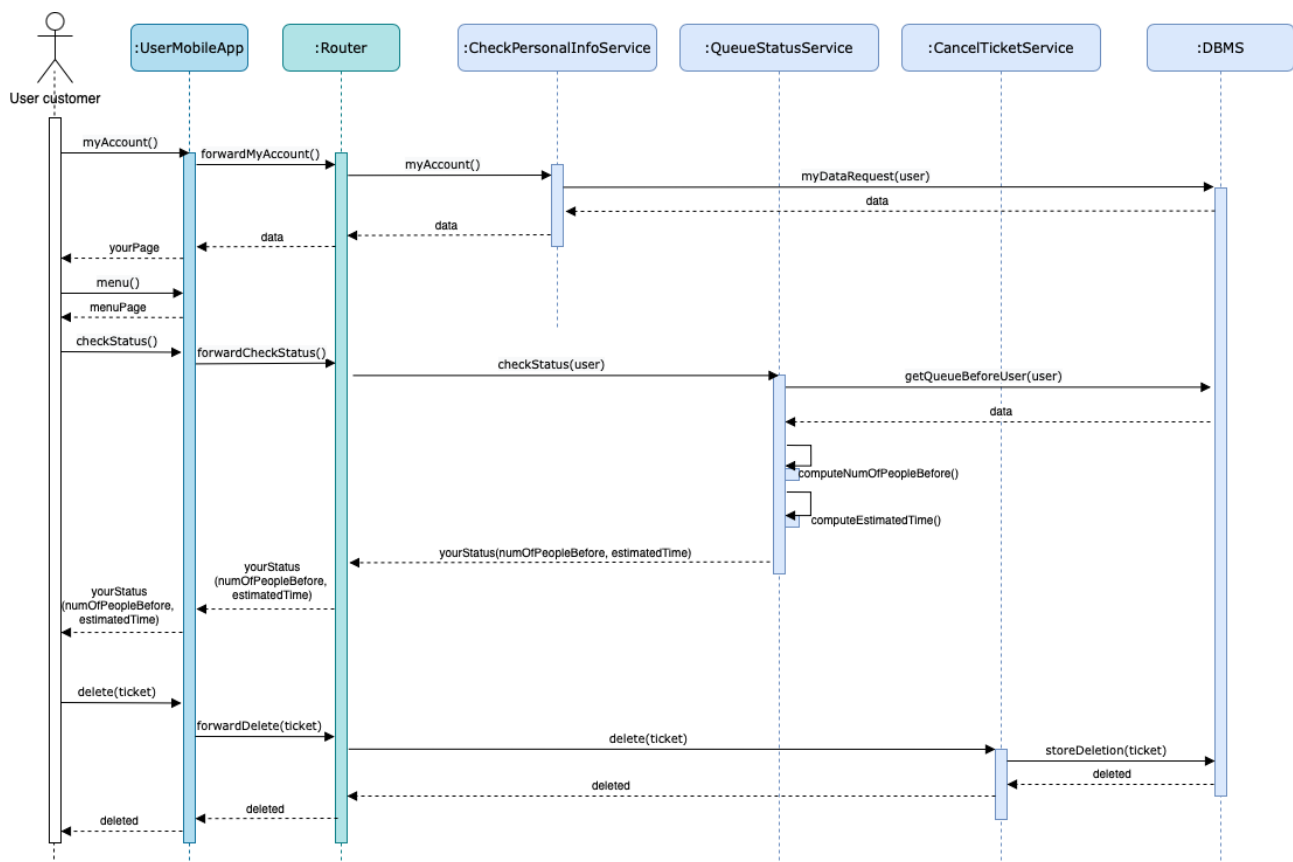 :UserMobileApp
:Router
:CheckPersonalInfoService
:QueueStatusService
:CancelTicketService
:DBMS
User customer
myAccount()
forwardMyAccount()
myAccount()
myDataRequest(user)
data
data
data
yourPage
menu()
menuPage
checkStatus()
forwardCheckStatus()
checkStatus(user)
getQueueBeforeUser(user)
data
computeNumOfPeopleBefore()
computeEstimatedTime()
yourStatus(numOfPeopleBefore, estimatedTime)
yourStatus
(numOfPeopleBefore,
estimatedTime)
yourStatus
(numOfPeopleBefore,
estimatedTime)
delete(ticket)
forwardDelete(ticket)
delete(ticket)
storeDeletion(ticket)
deleted
deleted
deleted
deleted